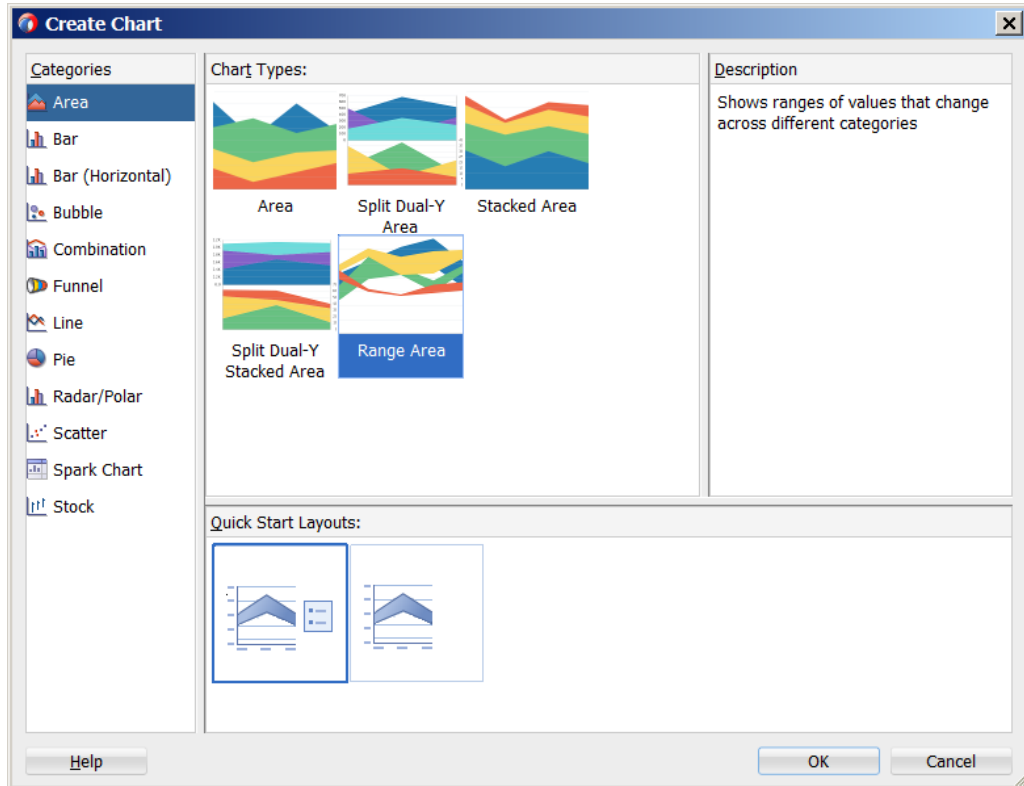 Create Chart
Categories
Area
Bar
Bar (Horizontal)
Bubble
Combination
Funnel
Line
Pie
Radar/Polar
Scatter
Spark Chart
Stock
Chart Types:
Area
Split Dual-Y
Area
Stacked Area
Split Dual-Y
Stacked Area
Range Area
Description
Shows ranges of values that change
across different categories
Quick Start Layouts:
Help
OK
Cancel